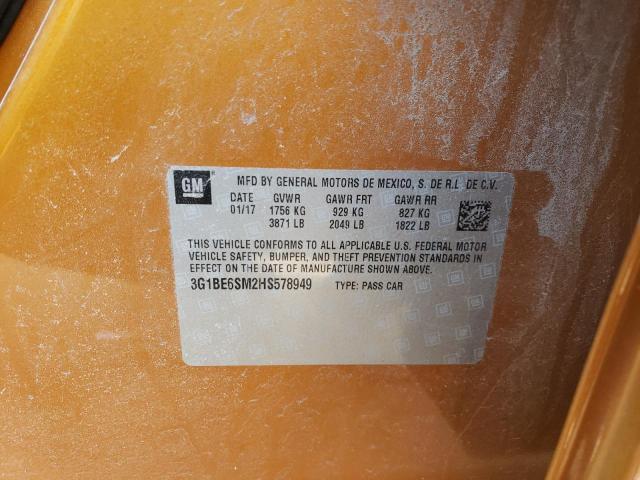 GM
MFD BY GENERAL MOTORS DE MEXICO, S. DE R.L. DE C.V.
DATE GVWR GAWR FRT GAWR RR
01/17 1756 KG 929 KG 827 KG
3871 LB 2049 LB 1822 LB
THIS VEHICLE CONFORMS TO ALL APPLICABLE U.S. FEDERAL MOTOR
VEHICLE SAFETY, BUMPER, AND THEFT PREVENTION STANDARDS IN
EFFECT ON THE DATE OF MANUFACTURE SHOWN ABOVE.
3G1BE6SM2HS578949 TYPE: PASS CAR